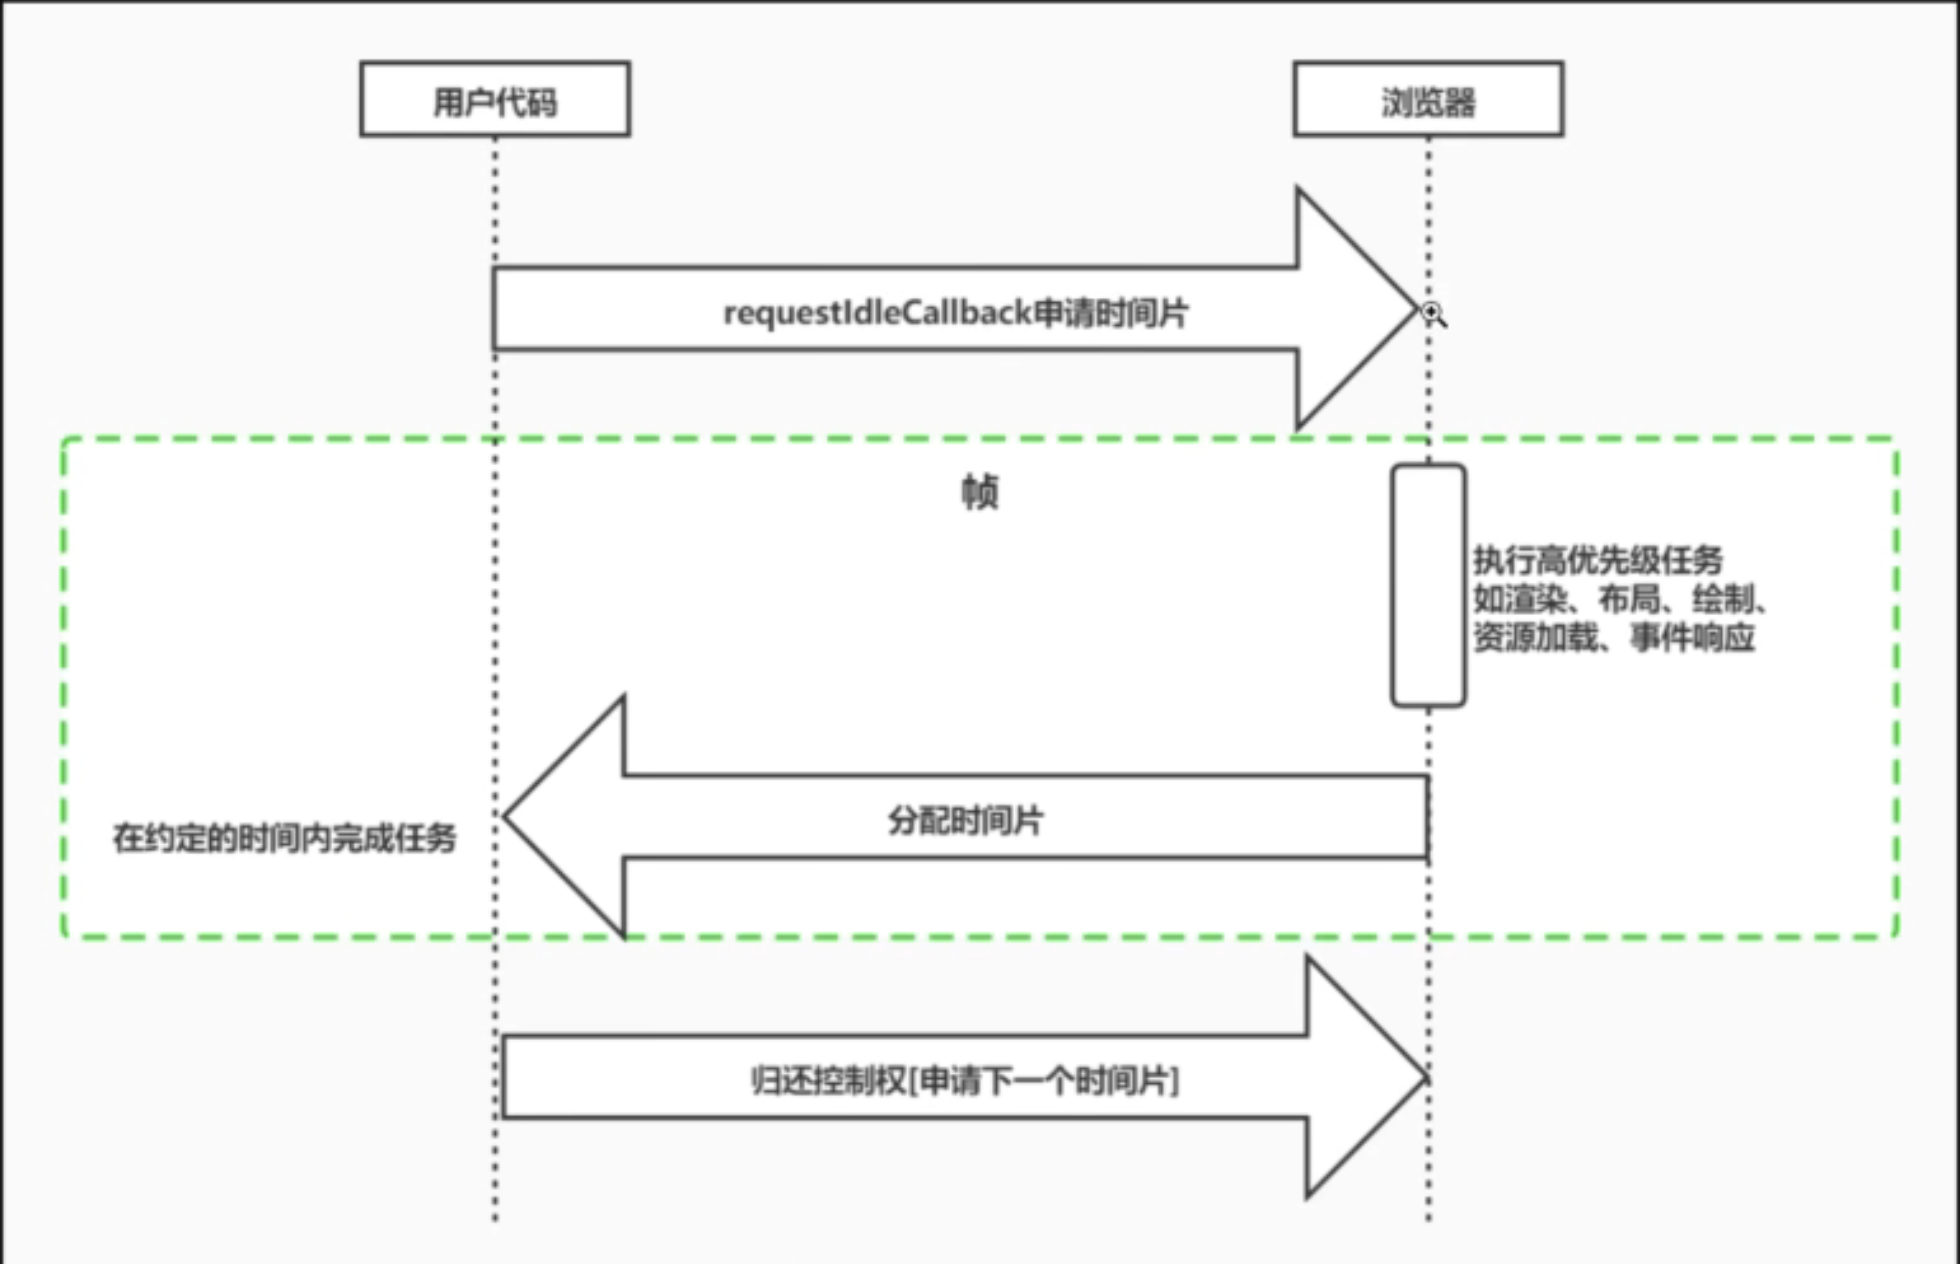 用户代码
浏览器
requestIdleCallback申请时间片
帧
执行高优先级任务
如渲染、布局、绘制、
资源加载、事件响应
分配时间片
在约定的时间内完成任务
归还控制权[申请下一个时间片]